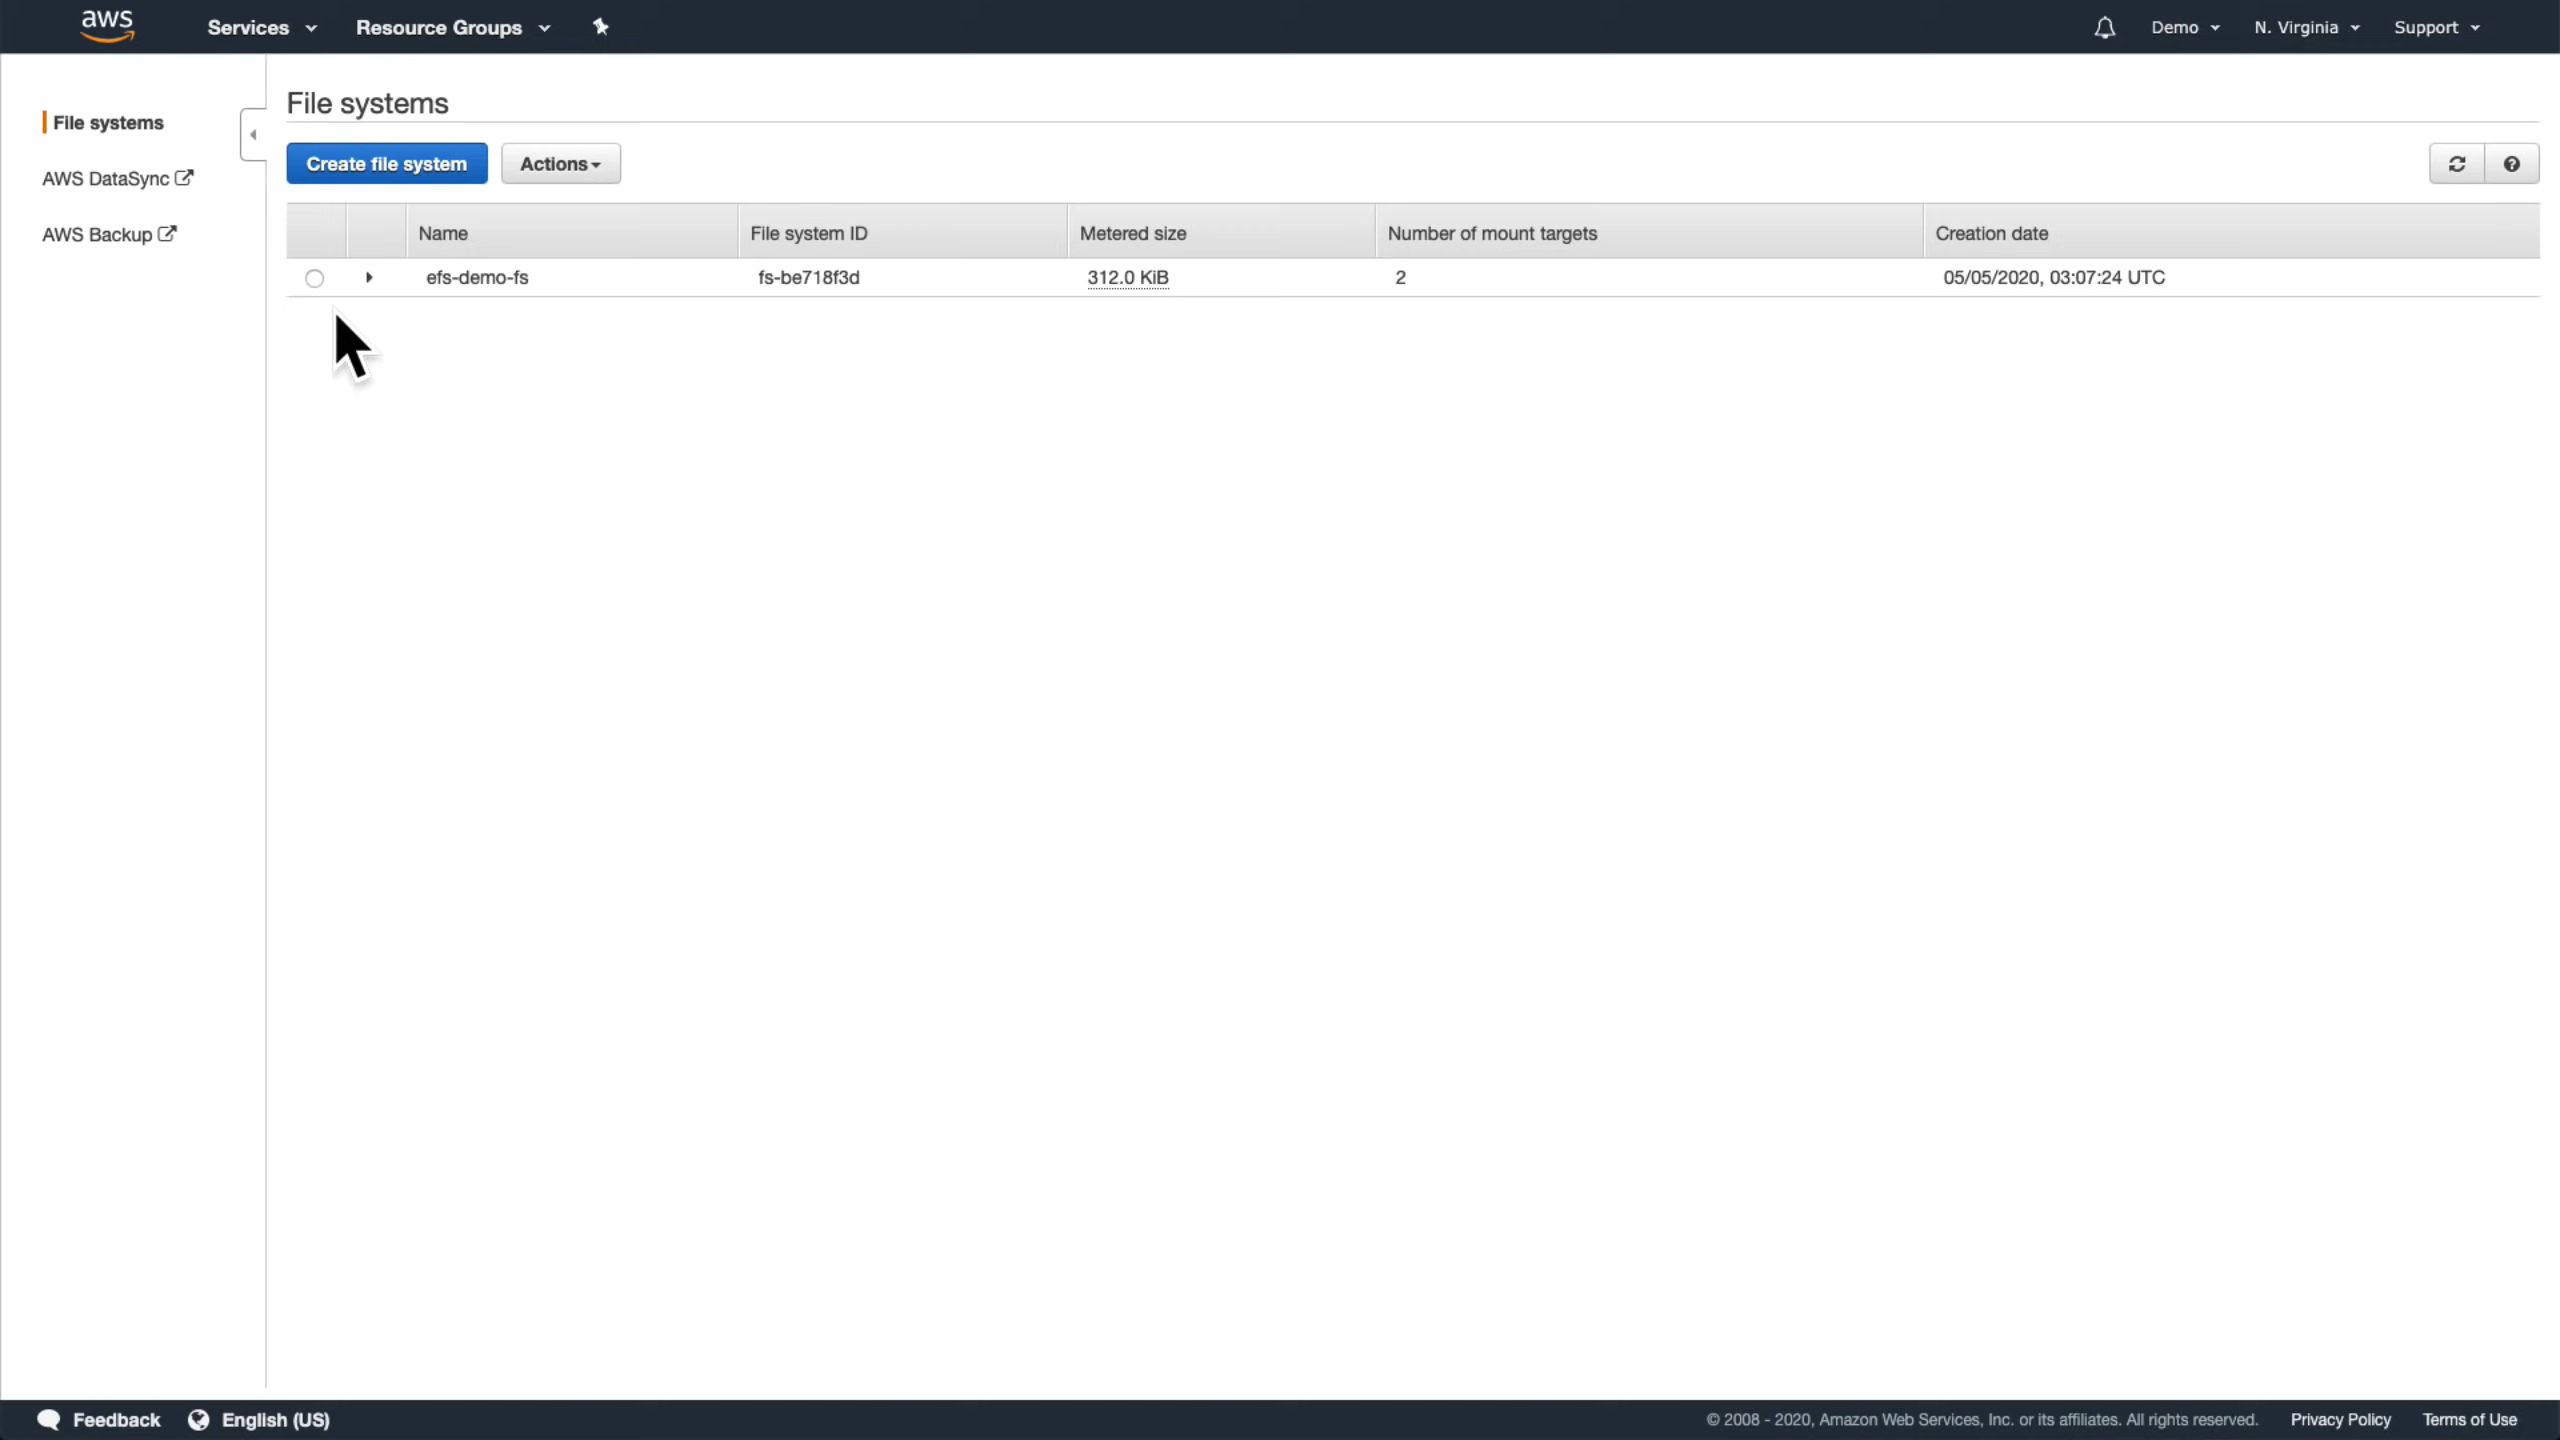 aws Services Resource Groups Demo N. Virginia Support
File systems
AWS DataSync
AWS Backup
File systems
Create file system Actions
Name File system ID Metered size Number of mount targets Creation date
efs-demo-fs fs-be718f3d 312.0 KiB 2 05/05/2020, 03:07:24 UTC
Feedback English (US) © 2008 - 2020, Amazon Web Services, Inc. or its affiliates. All rights reserved. Privacy Policy Terms of Use